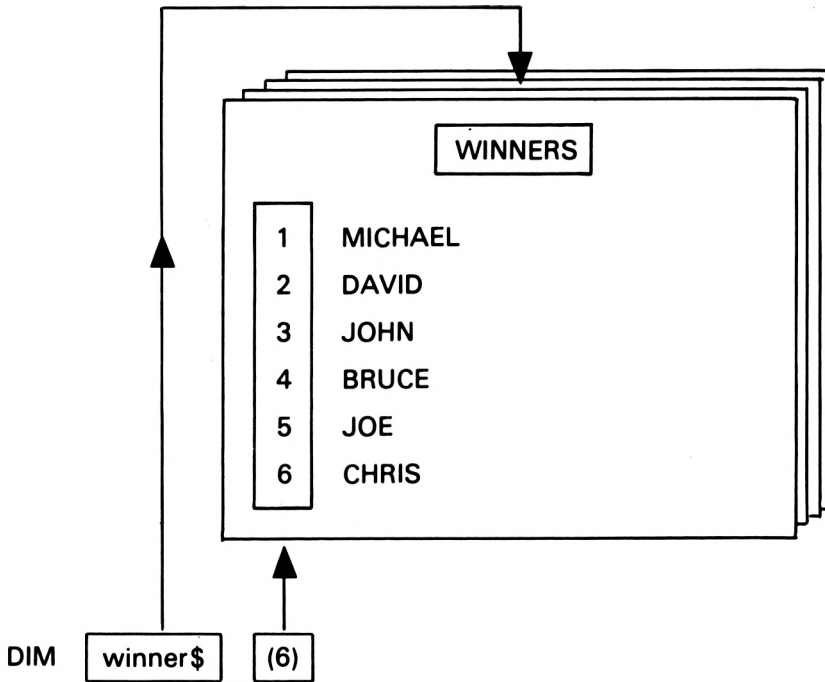 WINNERS
1 MICHAEL
2 DAVID
3 JOHN
4 BRUCE
5 JOE
6 CHRIS
DIM winner$ (6)